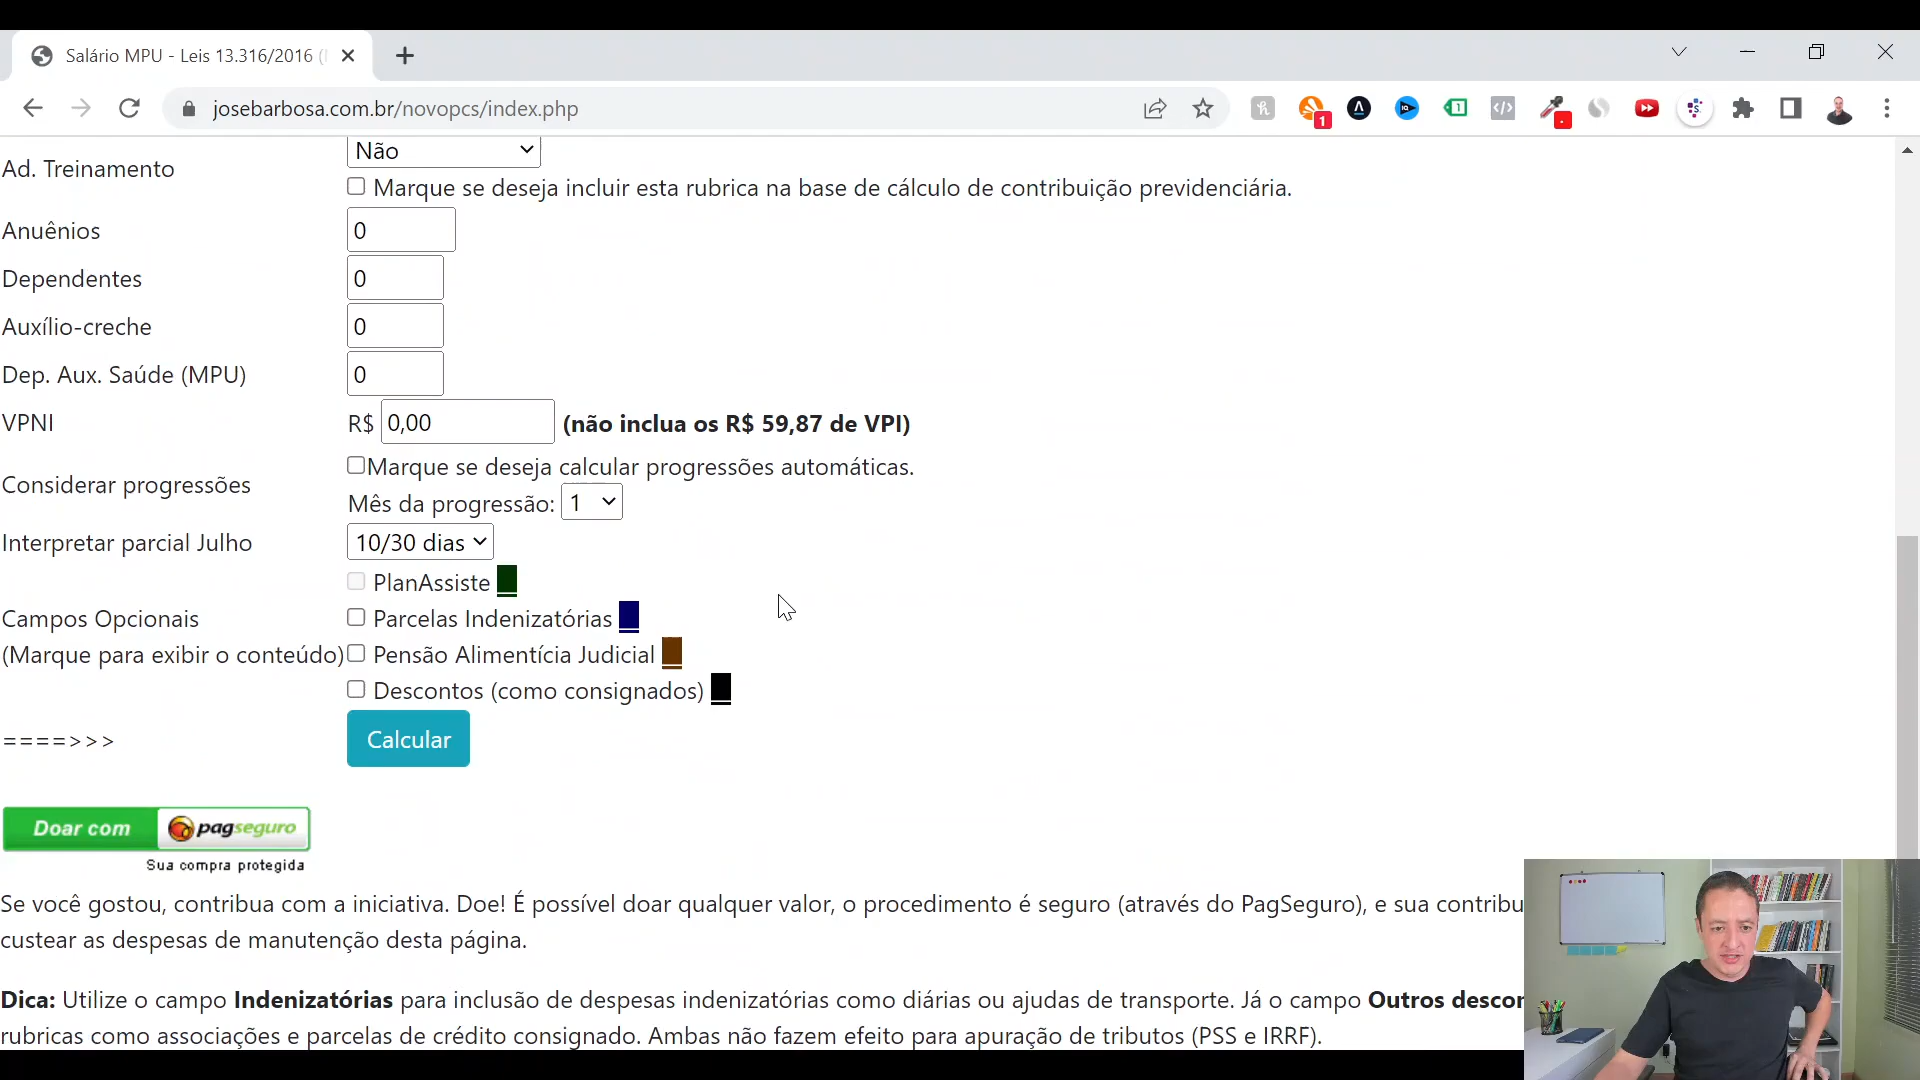 Salário MPU - Leis 13.316/2016 (
josebarbosa.com.br/novopcs/index.php
1
1
Ad. Treinamento
Não
Marque se deseja incluir esta rubrica na base de cálculo de contribuição previdenciária.
Anuênios
0
Dependentes
0
Auxílio-creche
0
Dep. Aux. Saúde (MPU)
0
VPNI
R$ 0,00 (não inclua os R$ 59,87 de VPI)
Considerar progressões
Marque se deseja calcular progressões automáticas.
Mês da progressão: 1
Interpretar parcial Julho
10/30 dias
Campos Opcionais
(Marque para exibir o conteúdo)
PlanAssiste
Parcelas Indenizatórias
Pensão Alimentícia Judicial
Descontos (como consignados)
====>>>
Calcular
Doar com pagseguro
Sua compra protegida
Se você gostou, contribua com a iniciativa. Doe! É possível doar qualquer valor, o procedimento é seguro (através do PagSeguro), e sua contribu
custear as despesas de manutenção desta página.
Dica: Utilize o campo Indenizatórias para inclusão de despesas indenizatórias como diárias ou ajudas de transporte. Já o campo Outros descon
rubricas como associações e parcelas de crédito consignado. Ambas não fazem efeito para apuração de tributos (PSS e IRRF).